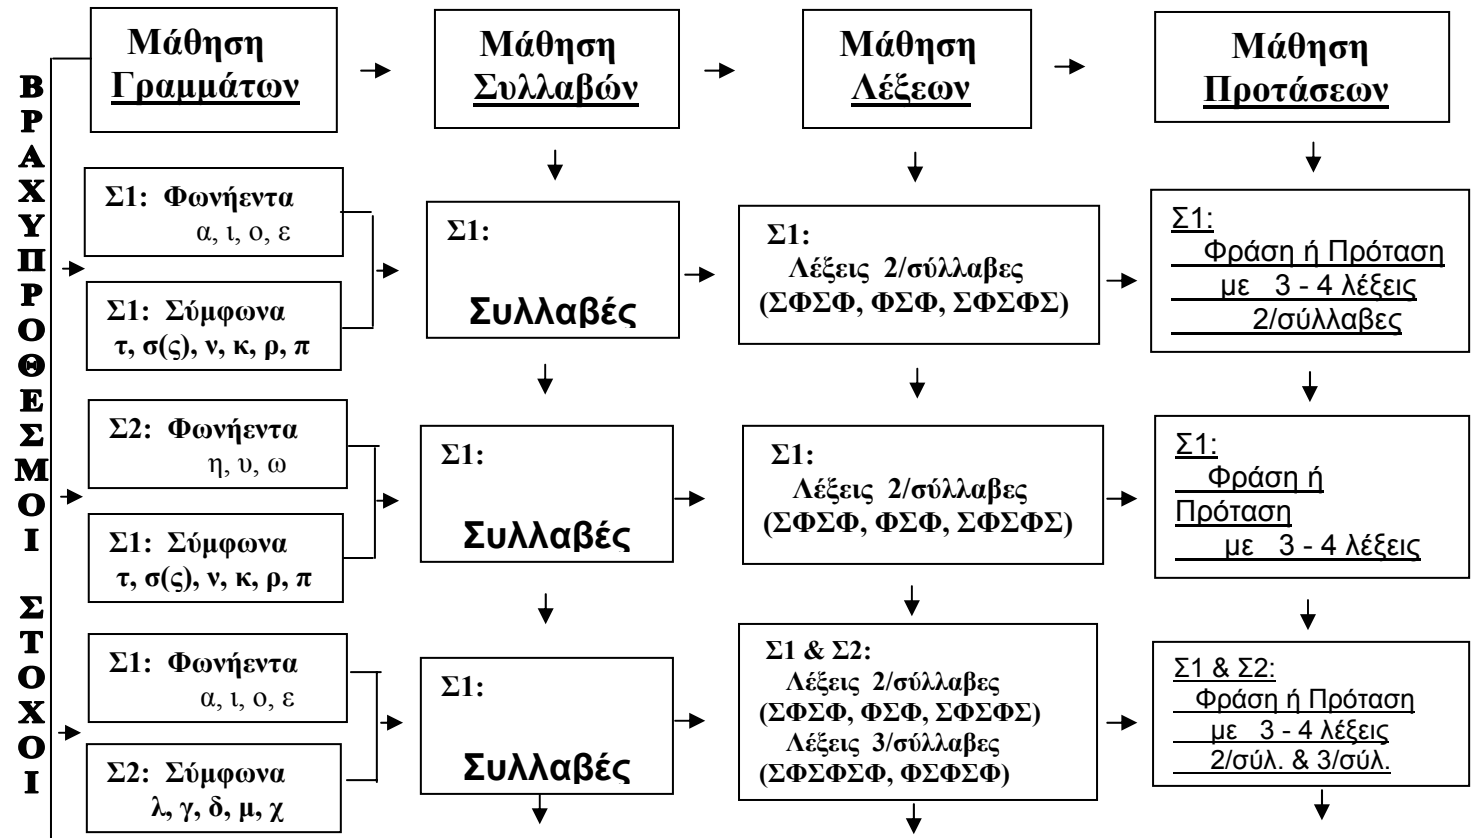 ΒΡΑΧΥΠΡΟΘΕΣΜΟΙ ΣΤΟΧΟΙ
Μάθηση
Γραμμάτων
Μάθηση
Συλλαβών
Μάθηση
Λέξεων
Μάθηση
Προτάσεων
Σ1: Φωνήεντα
α, ι, ο, ε
Σ1: Σύμφωνα
τ, σ(ς), ν, κ, ρ, π
Σ1:
Συλλαβές
Σ1:
Λέξεις 2/σύλλαβες
(ΣΦΣΦ, ΦΣΦ, ΣΦΣΦΣ)
Σ1:
Φράση ή Πρόταση
με 3 - 4 λέξεις
2/σύλλαβες
Σ2: Φωνήεντα
η, υ, ω
Σ1: Σύμφωνα
τ, σ(ς), ν, κ, ρ, π
Σ1:
Συλλαβές
Σ1:
Λέξεις 2/σύλλαβες
(ΣΦΣΦ, ΦΣΦ, ΣΦΣΦΣ)
Σ1:
Φράση ή
Πρόταση
με 3 - 4 λέξεις
Σ1: Φωνήεντα
α, ι, ο, ε
Σ2: Σύμφωνα
λ, γ, δ, μ, χ
Σ1:
Συλλαβές
Σ1 & Σ2:
Λέξεις 2/σύλλαβες
(ΣΦΣΦ, ΦΣΦ, ΣΦΣΦΣ)
Λέξεις 3/σύλλαβες
(ΣΦΣΦΣΦ, ΦΣΦΣΦ)
Σ1 & Σ2:
Φράση ή Πρόταση
με 3 - 4 λέξεις
2/σύλ. & 3/σύλ.